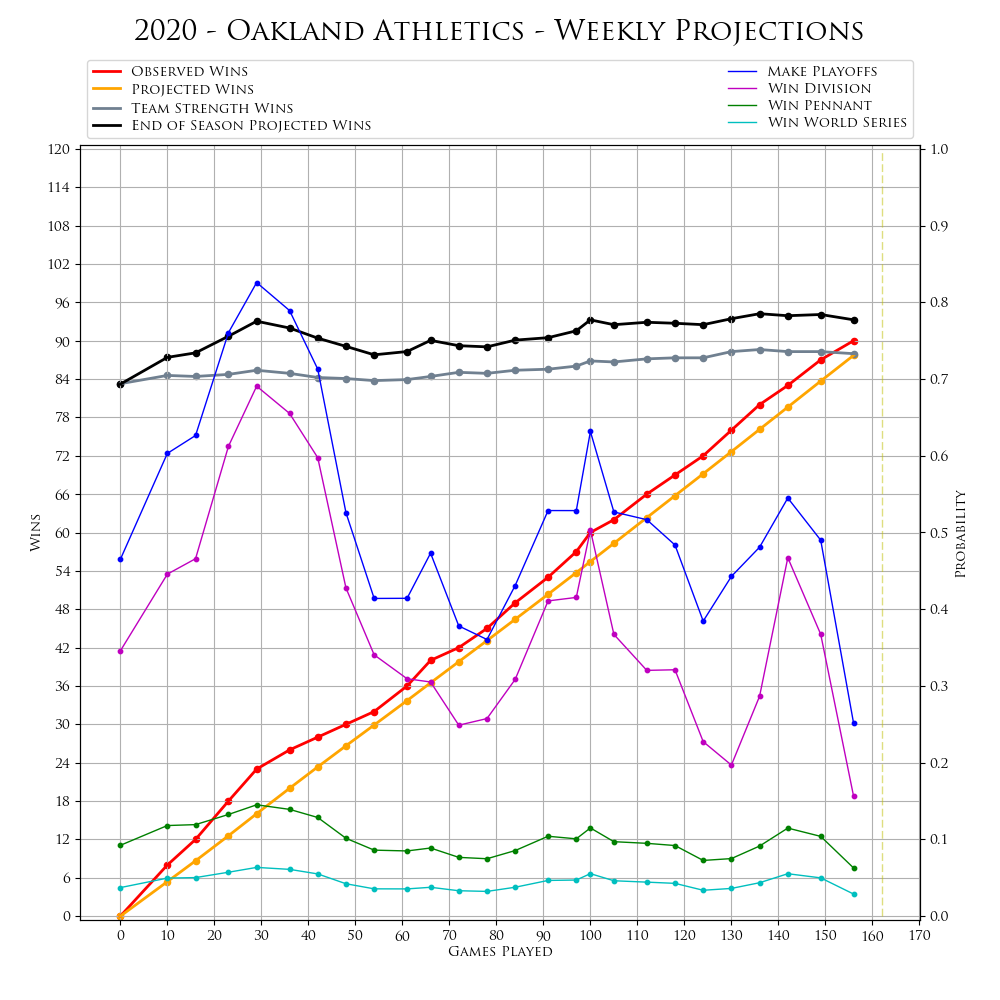 2020 - Oakland Athletics - Weekly Projections
Observed Wins
Projected Wins
Team Strength Wins
End of Season Projected Wins
Make Playoffs
Win Division
Win Pennant
Win World Series
120
114
108
102
96
90
84
78
72
66
60
54
48
42
36
30
24
18
12
6
0
Wins
1.0
0.9
0.8
0.7
0.6
0.5
0.4
0.3
0.2
0.1
0.0
Probability
0 10 20 30 40 50 60 70 80 90 100 110 120 130 140 150 160 170
Games Played